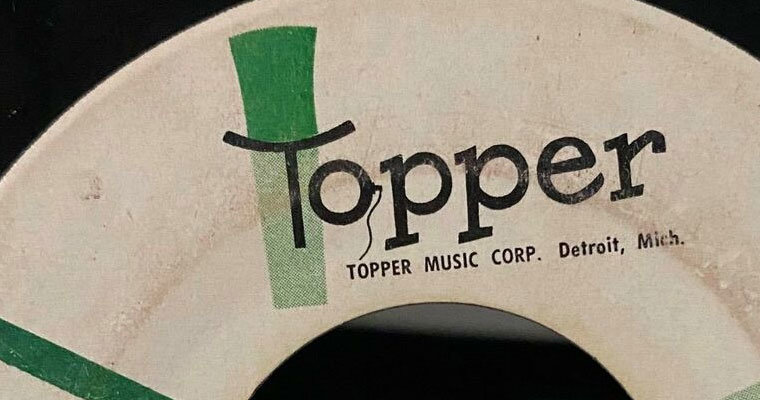 Topper
TOPPER MUSIC CORP. Detroit, Mich.